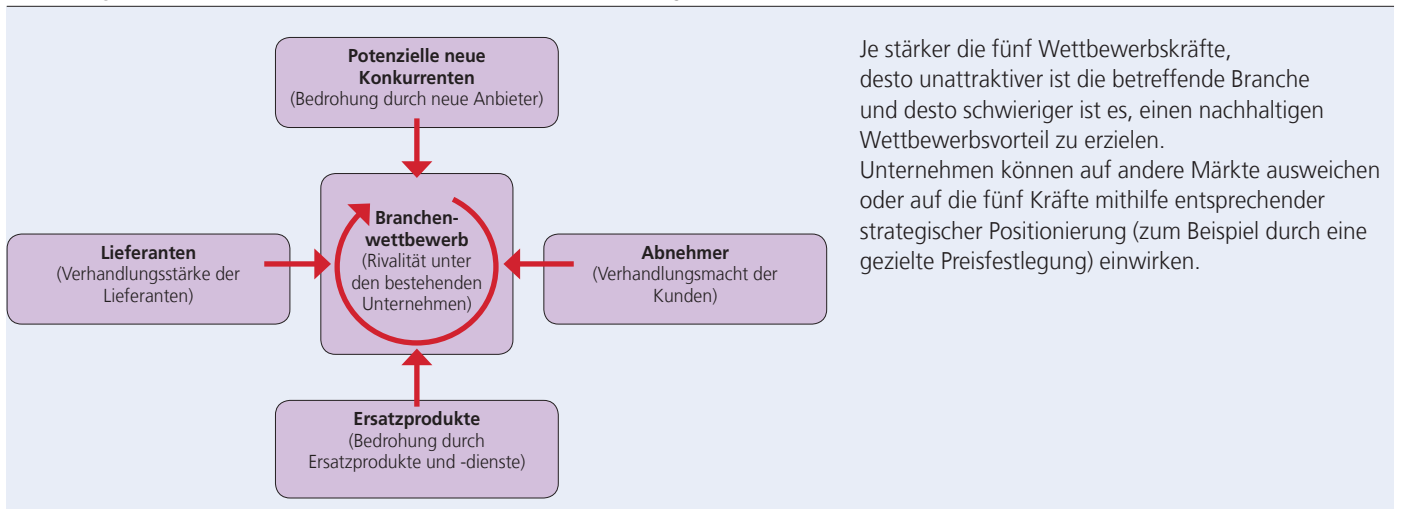 Potenzielle neue
Konkurrenten
(Bedrohung durch neue Anbieter)
Lieferanten
(Verhandlungsstärke der
Lieferanten)
Branchen-
wettbewerb
(Rivalität unter
den bestehenden
Unternehmen)
Abnehmer
(Verhandlungsmacht der
Kunden)
Ersatzprodukte
(Bedrohung durch
Ersatzprodukte und -dienste)
Je stärker die fünf Wettbewerbskräfte,
desto unattraktiver ist die betreffende Branche
und desto schwieriger ist es, einen nachhaltigen
Wettbewerbsvorteil zu erzielen.
Unternehmen können auf andere Märkte ausweichen
oder auf die fünf Kräfte mithilfe entsprechender
strategischer Positionierung (zum Beispiel durch eine
gezielte Preisfestlegung) einwirken.